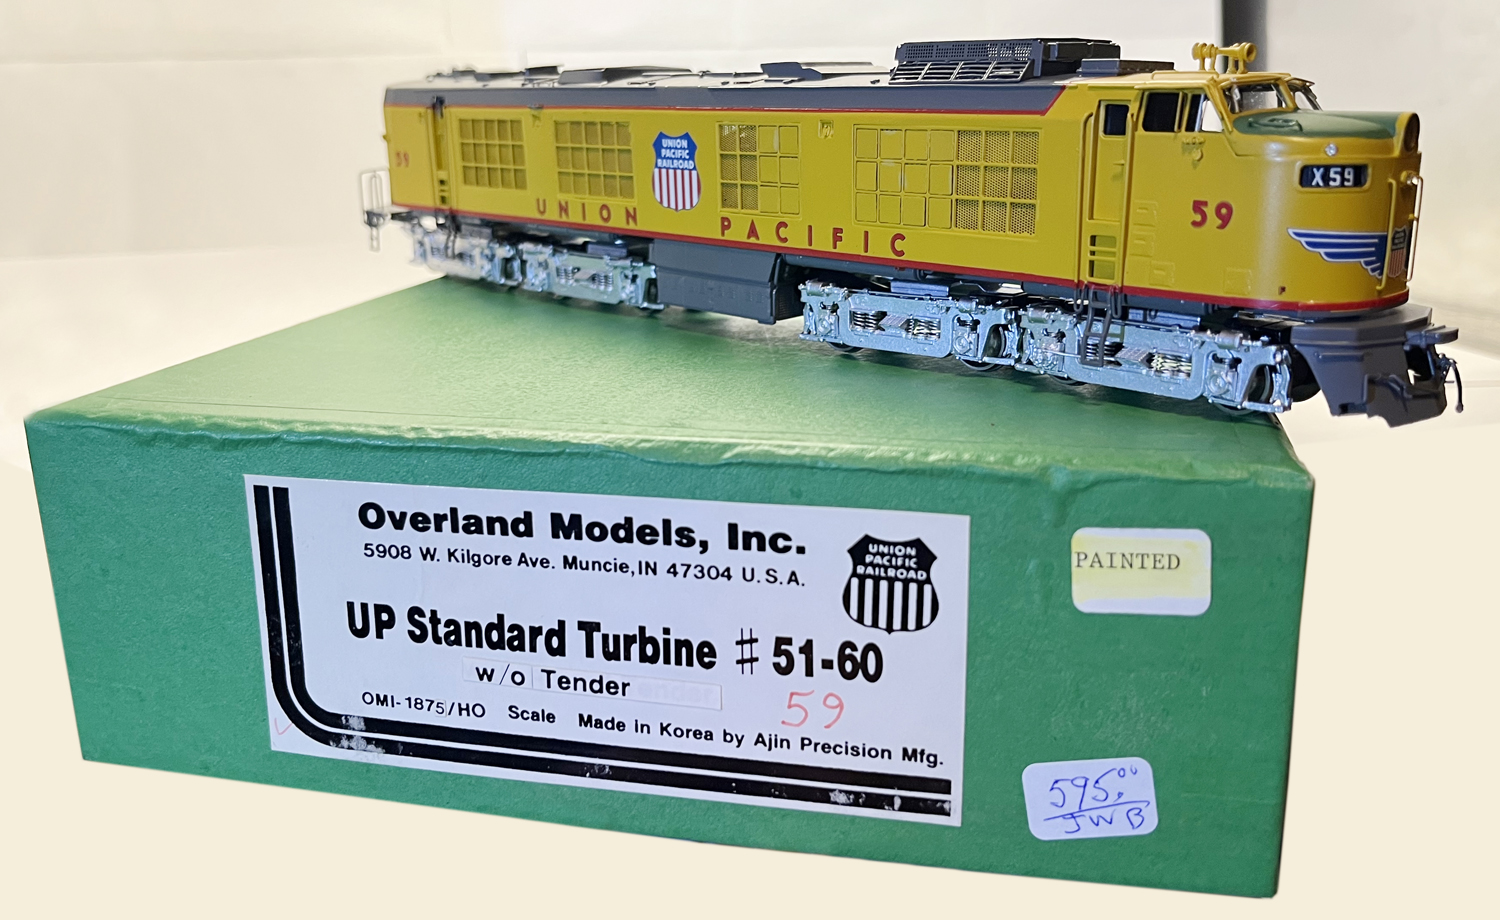 59
UNION
PACIFIC
RAILROAD
UNION PACIFIC
59
X59
Overland Models, Inc.
5908 W. Kilgore Ave. Muncie, IN 47304 U.S.A.
UNION
PACIFIC
RAILROAD
UP Standard Turbine # 51-60
w/o Tender
59
OMI-1875/HO Scale Made in Korea by Ajin Precision Mfg.
PAINTED
595.00
JWB